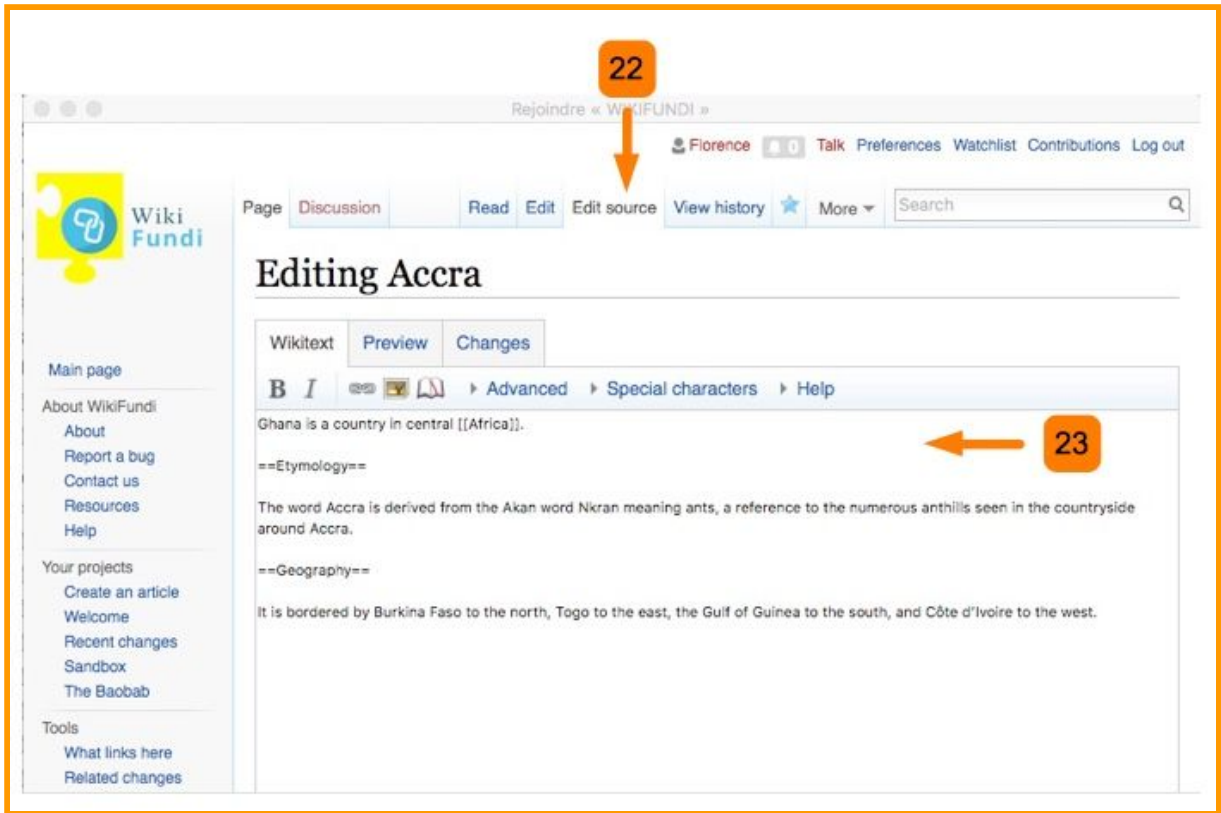 22
Rejoindre « WIKIFUNDI »
Florence 0 Talk Preferences Watchlist Contributions Log out
Wiki
Fundi
Page Discussion Read Edit Edit source View history More Search
Editing Accra
Wikitext Preview Changes
B I Advanced Special characters Help
Ghana is a country in central [[Africa]].
23
==Etymology==
The word Accra is derived from the Akan word Nkran meaning ants, a reference to the numerous anthills seen in the countryside
around Accra.
==Geography==
It is bordered by Burkina Faso to the north, Togo to the east, the Gulf of Guinea to the south, and Côte d'Ivoire to the west.
Main page
About WikiFundi
About
Report a bug
Contact us
Resources
Help
Your projects
Create an article
Welcome
Recent changes
Sandbox
The Baobab
Tools
What links here
Related changes